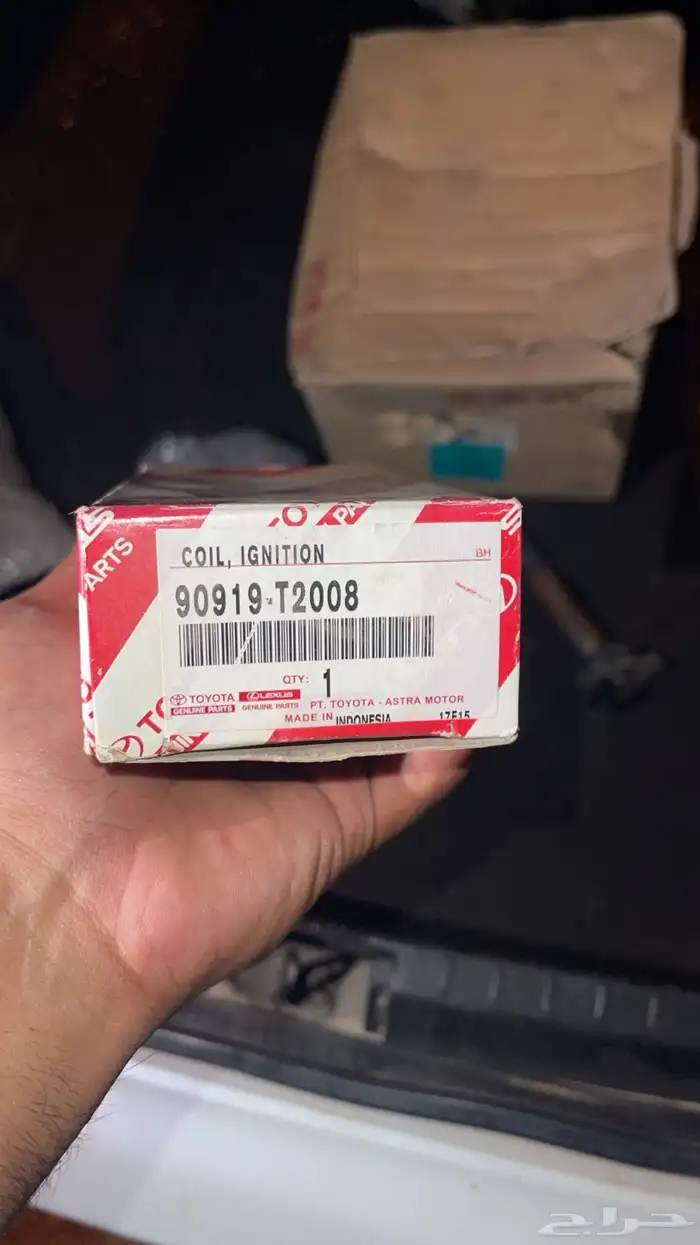 PARTS
COIL, IGNITION
BH
90919-T2008
QTY: 1
TOYOTA LEXUS
GENUINE PARTS GENUINE PARTS PT. TOYOTA - ASTRA MOTOR
MADE IN INDONESIA 17F15
حراج